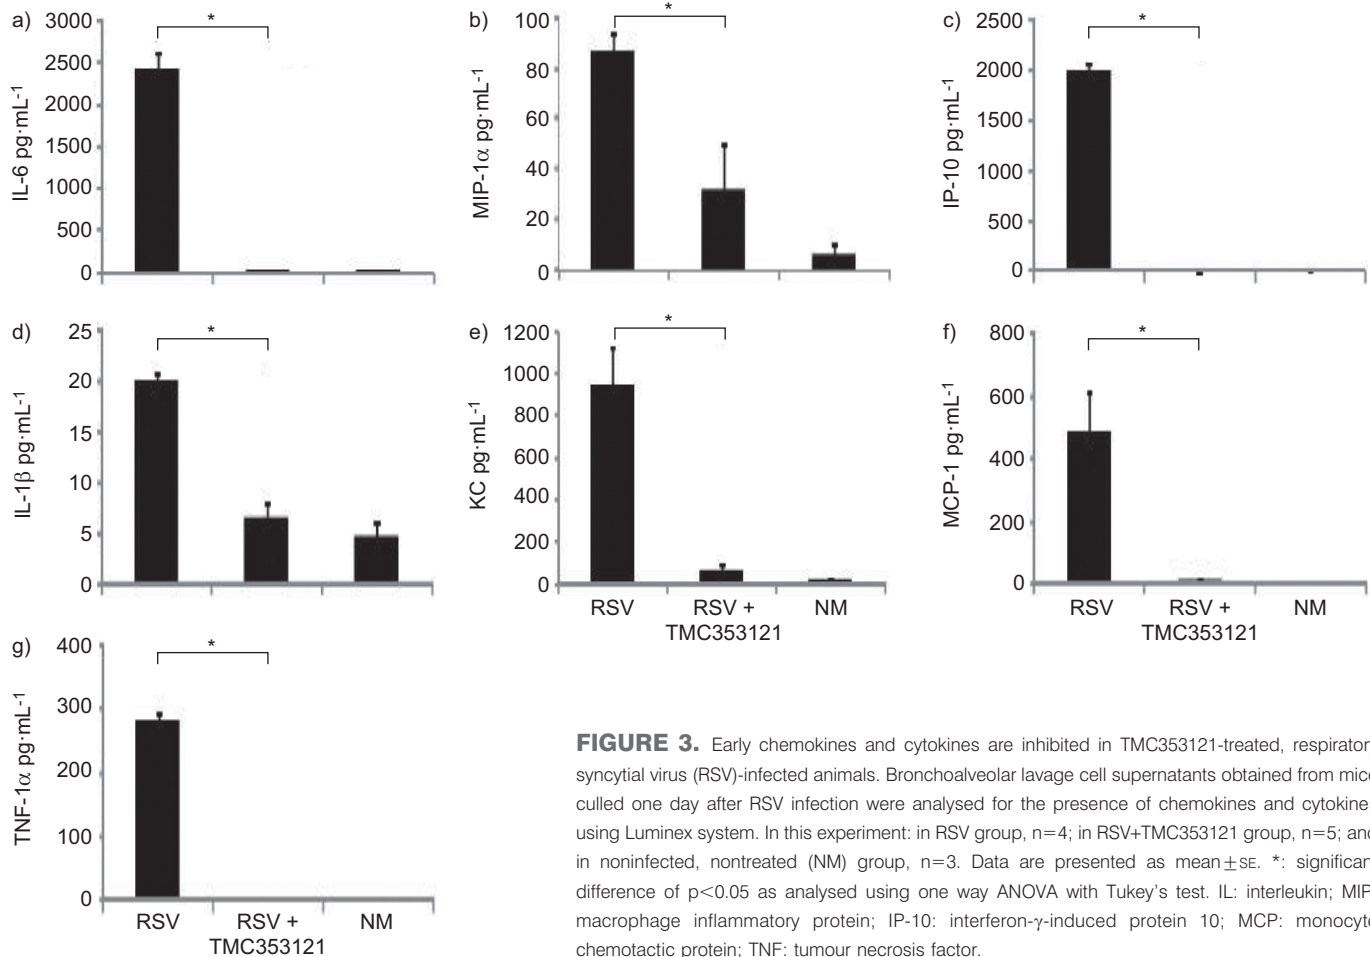 a) 3000
2500
2000
1500
1000
500
0
IL-6 pg·mL-1
*
b) 100
80
60
40
20
0
MIP-1α pg·mL-1
*
c) 2500
2000
1500
1000
500
0
IP-10 pg·mL-1
*
d) 25
20
15
10
5
0
IL-1β pg·mL-1
*
e) 1200
1000
800
600
400
200
0
KC pg·mL-1
*
RSV RSV + NM
TMC353121
f) 800
600
400
200
0
MCP-1 pg·mL-1
*
RSV RSV + NM
TMC353121
g) 400
300
200
100
0
TNF-1α pg·mL-1
*
RSV RSV + NM
TMC353121
FIGURE 3. Early chemokines and cytokines are inhibited in TMC353121-treated, respirator
syncytial virus (RSV)-infected animals. Bronchoalveolar lavage cell supernatants obtained from mice
culled one day after RSV infection were analysed for the presence of chemokines and cytokine
using Luminex system. In this experiment: in RSV group, n=4; in RSV+TMC353121 group, n=5; and
in noninfected, nontreated (NM) group, n=3. Data are presented as mean±SE. *: significan
difference of p<0.05 as analysed using one way ANOVA with Tukey's test. IL: interleukin; MIP
macrophage inflammatory protein; IP-10: interferon-γ-induced protein 10; MCP: monocyte
chemotactic protein; TNF: tumour necrosis factor.